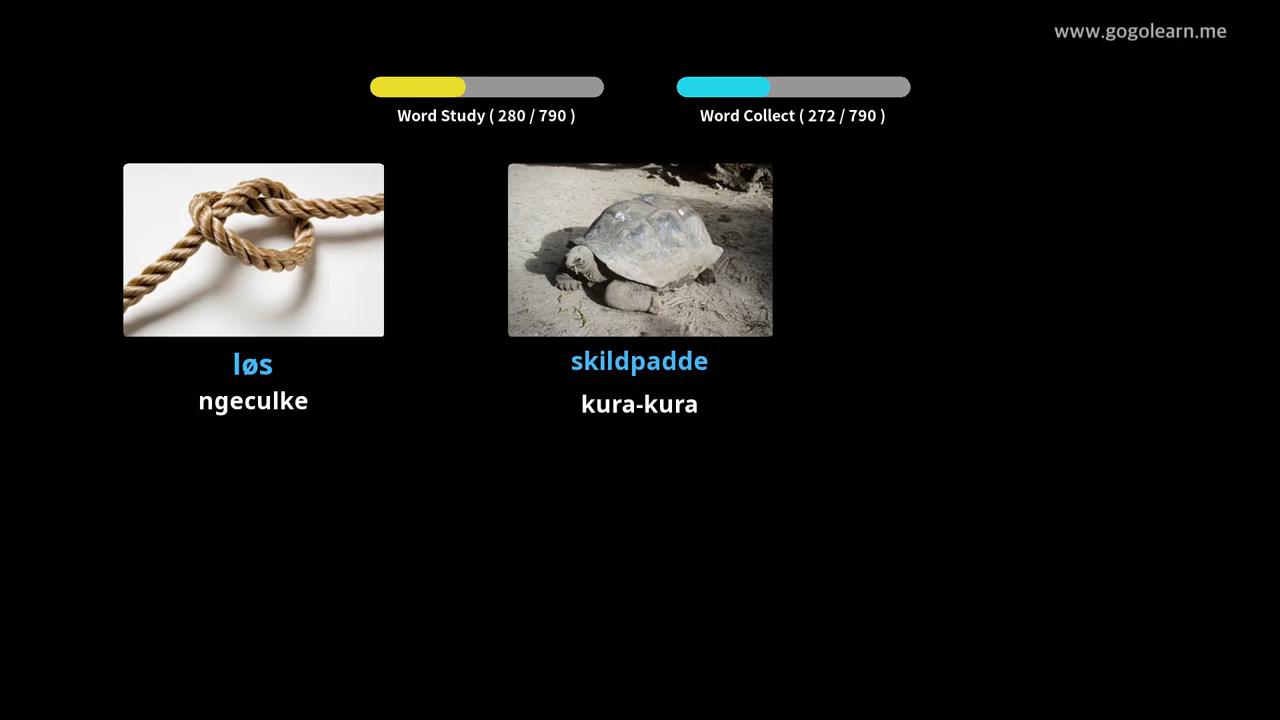 www.gogolearn.me
Word Study ( 280 / 790 )
Word Collect ( 272 / 790 )
løs
ngeculke
skildpadde
kura-kura